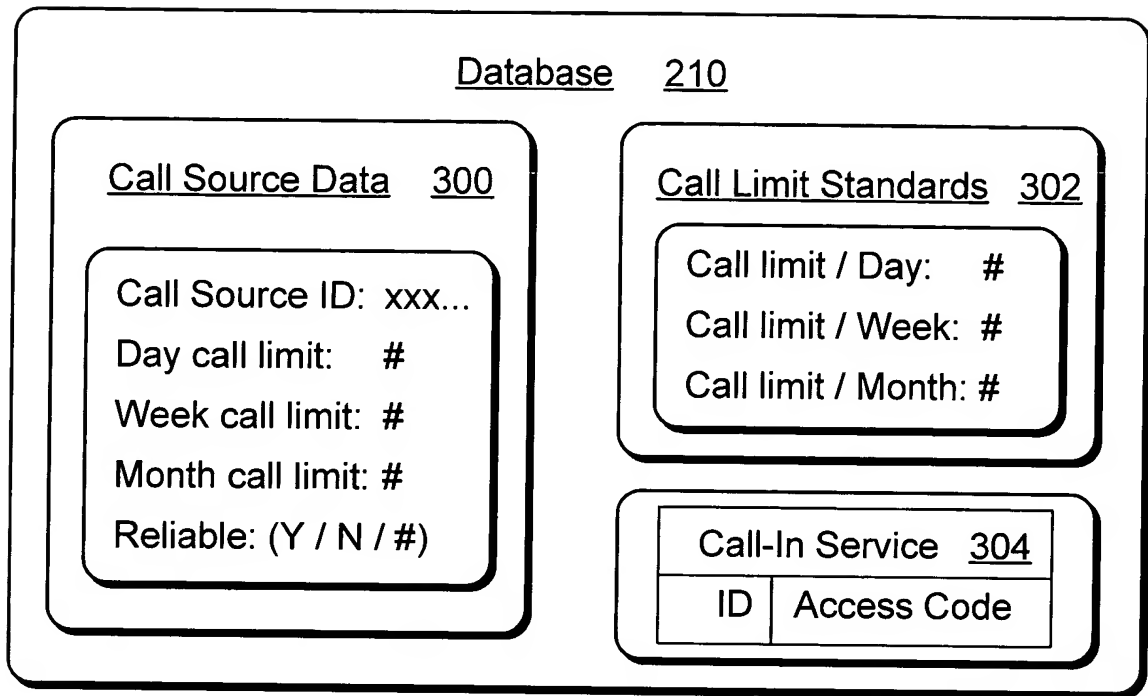 Database 210
Call Source Data 300
Call Source ID: xxx...
Day call limit: #
Week call limit: #
Month call limit: #
Reliable: (Y / N / #)
Call Limit Standards 302
Call limit / Day: #
Call limit / Week: #
Call limit / Month: #
Call-In Service 304
ID Access Code